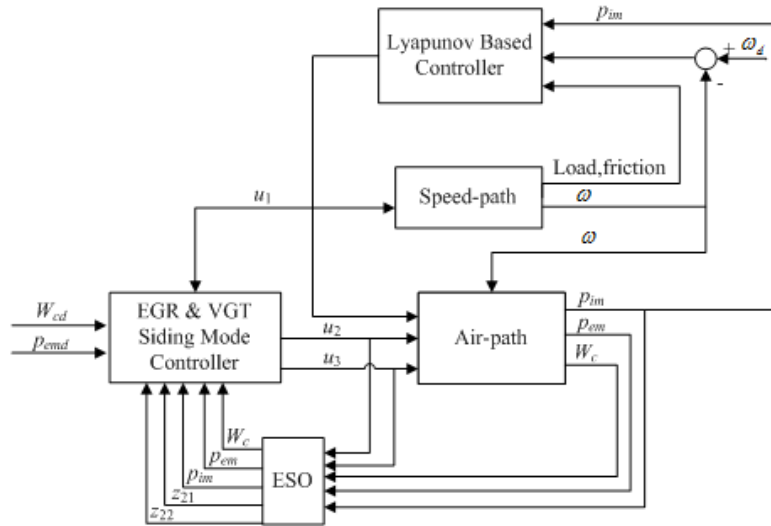 p_im
Lyapunov Based
Controller
+ ω_d
-
Load,friction
Speed-path
u_1
ω
ω
W_cd
p_emd
EGR & VGT
Siding Mode
Controller
u_2
u_3
Air-path
p_im
p_em
W_c
W_c
p_em
p_im
z_21
z_22
ESO